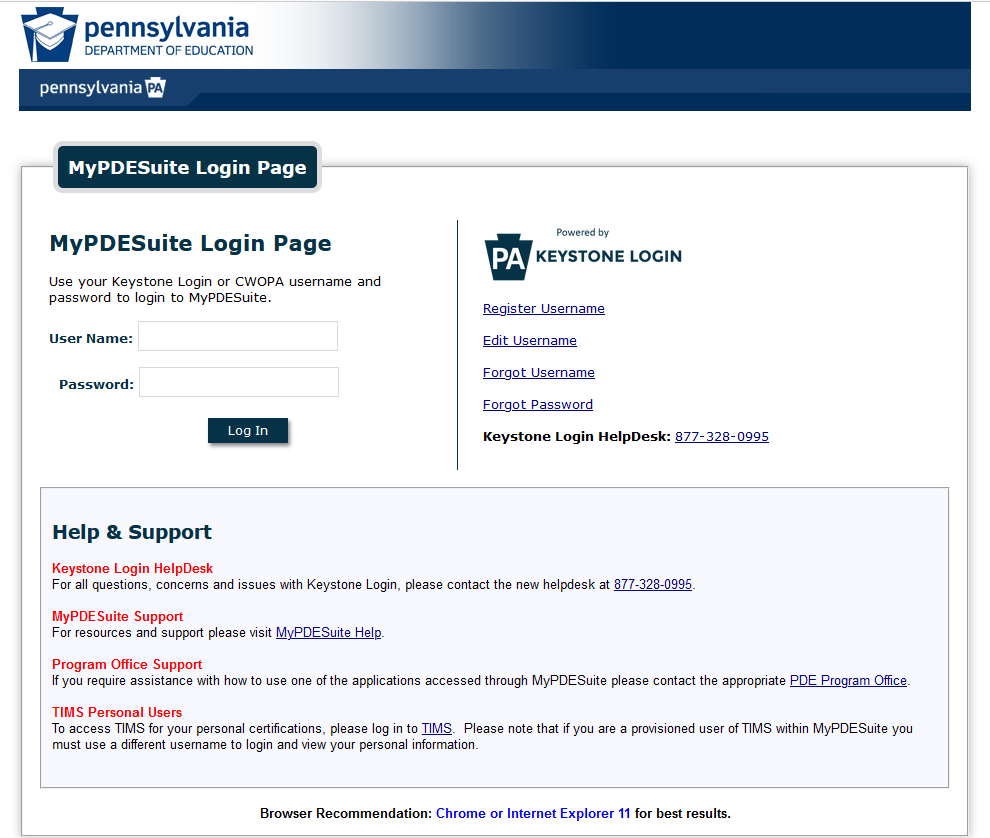 pennsylvania
DEPARTMENT OF EDUCATION
pennsylvania PA
MyPDESuite Login Page
MyPDESuite Login Page
Use your Keystone Login or CWOPA username and
password to login to MyPDESuite.
User Name:
Password:
Log In
Powered by
PA KEYSTONE LOGIN
Register Username
Edit Username
Forgot Username
Forgot Password
Keystone Login HelpDesk: 877-328-0995
Help & Support
Keystone Login HelpDesk
For all questions, concerns and issues with Keystone Login, please contact the new helpdesk at 877-328-0995.
MyPDESuite Support
For resources and support please visit MyPDESuite Help.
Program Office Support
If you require assistance with how to use one of the applications accessed through MyPDESuite please contact the appropriate PDE Program Office.
TIMS Personal Users
To access TIMS for your personal certifications, please log in to TIMS.  Please note that if you are a provisioned user of TIMS within MyPDESuite you
must use a different username to login and view your personal information.
Browser Recommendation: Chrome or Internet Explorer 11 for best results.